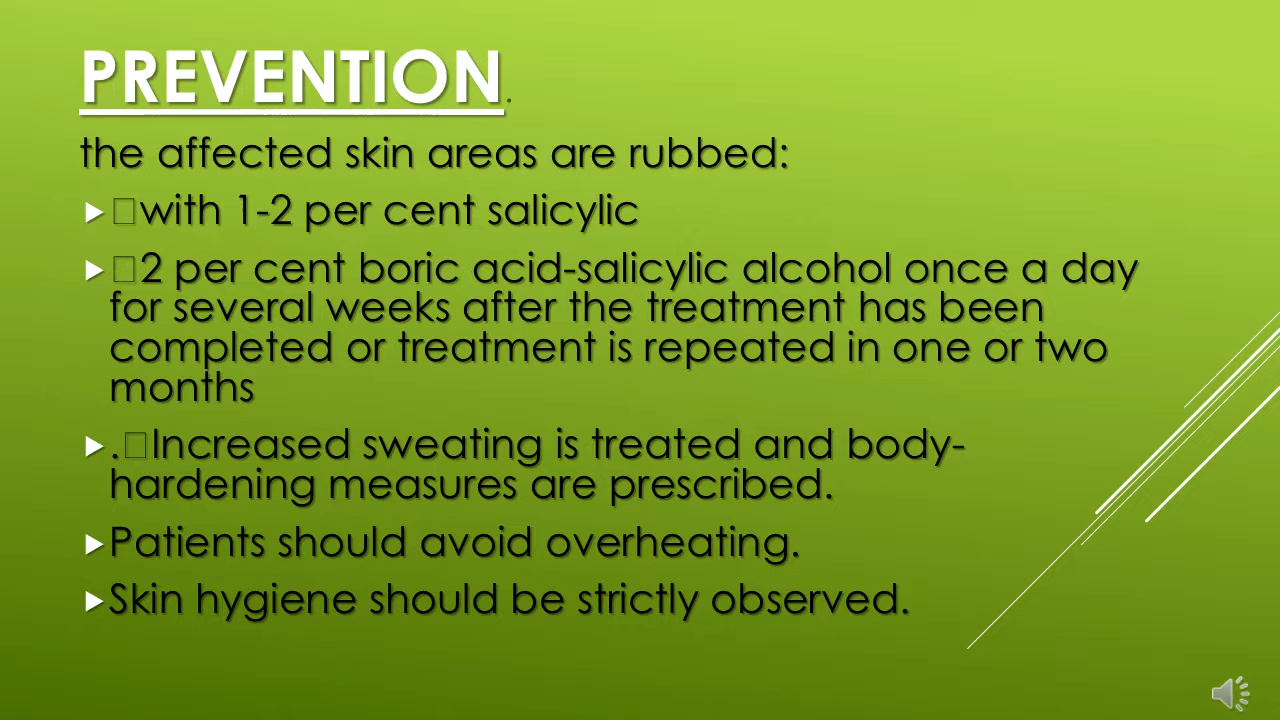 PREVENTION.
the affected skin areas are rubbed:
with 1-2 per cent salicylic
2 per cent boric acid-salicylic alcohol once a day
for several weeks after the treatment has been
completed or treatment is repeated in one or two
months
.Increased sweating is treated and body-
hardening measures are prescribed.
Patients should avoid overheating.
Skin hygiene should be strictly observed.